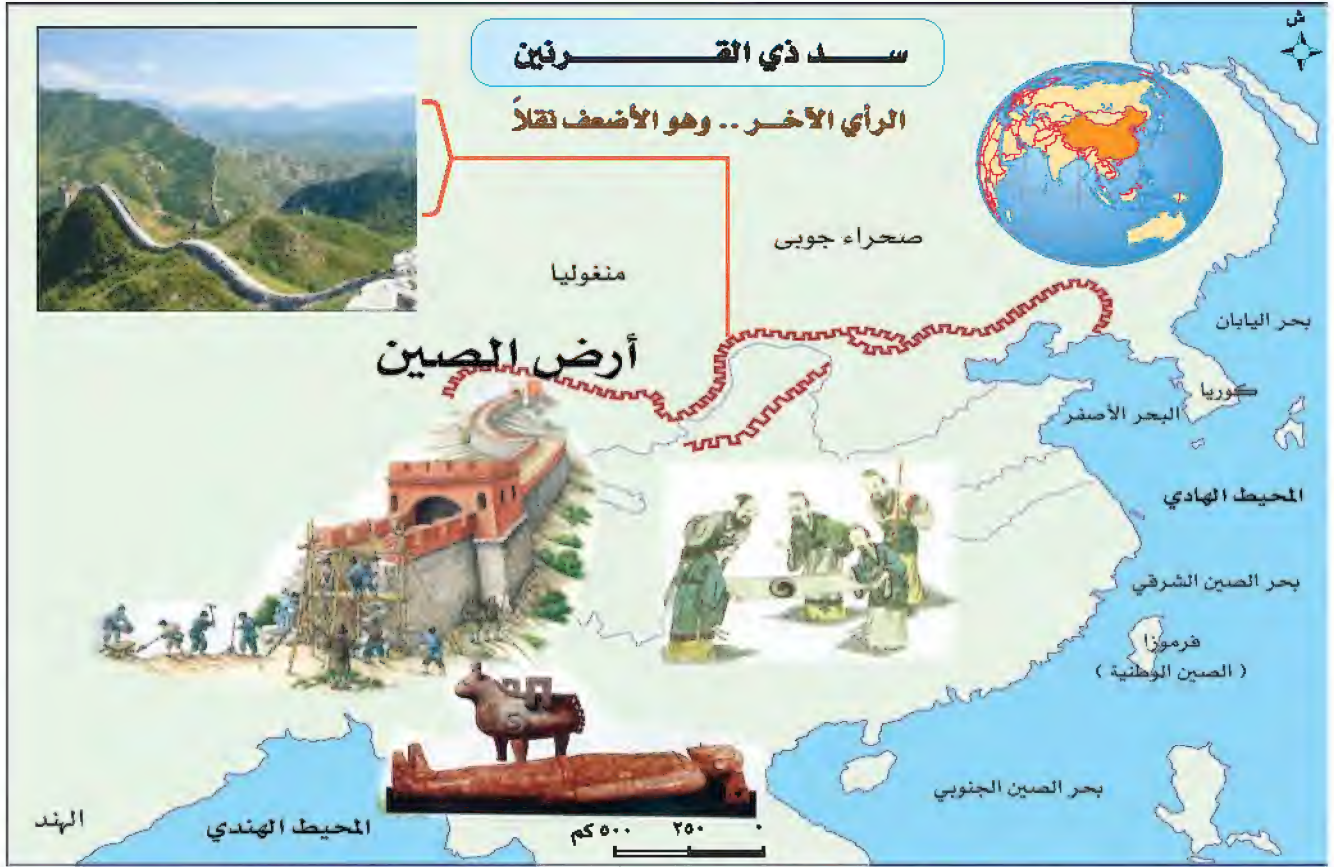 ش
سد ذي القرنين
الرأي الآخر .. وهو الأضعف نقلاً
صحراء جوبي
منغوليا
أرض الصين
بحر اليابان
كوريا
البحر الأصفر
المحيط الهادي
بحر الصين الشرقي
فرموزا
( الصين الوطنية )
بحر الصين الجنوبي
الهند
المحيط الهندي
٠ ٢٥٠ ٥٠٠ كم